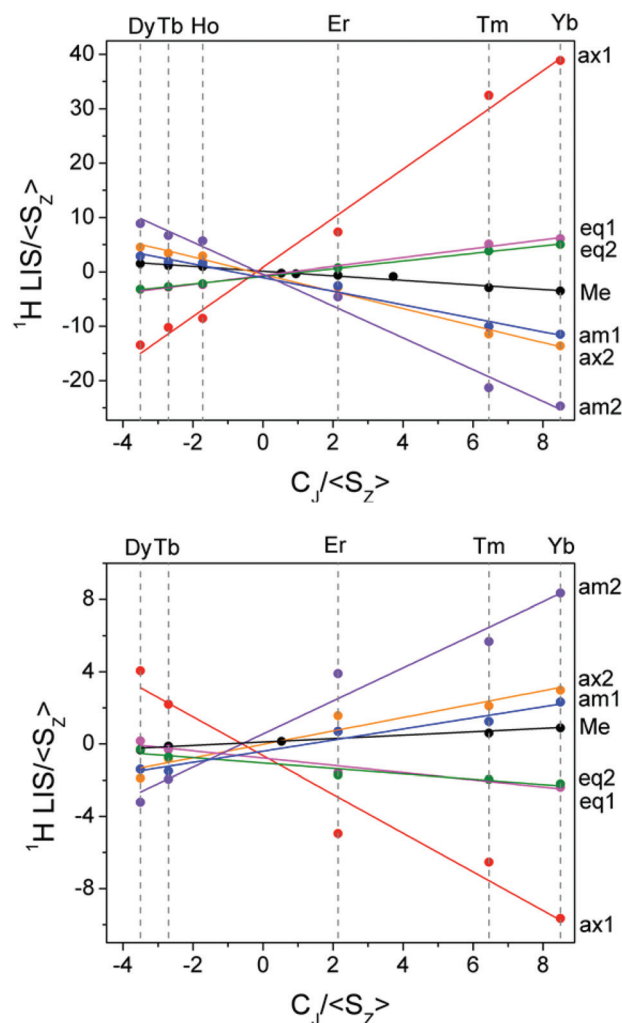 Dy Tb Ho Er Tm Yb
40
30
20
10
0
-10
-20
¹H LIS/<S_Z>
ax1
eq1
eq2
Me
am1
ax2
am2
-4 -2 0 2 4 6 8
C_J/<S_Z>
Dy Tb Er Tm Yb
8
4
0
-4
-8
¹H LIS/<S_Z>
am2
ax2
am1
Me
eq2
eq1
ax1
-4 -2 0 2 4 6 8
C_J/<S_Z>